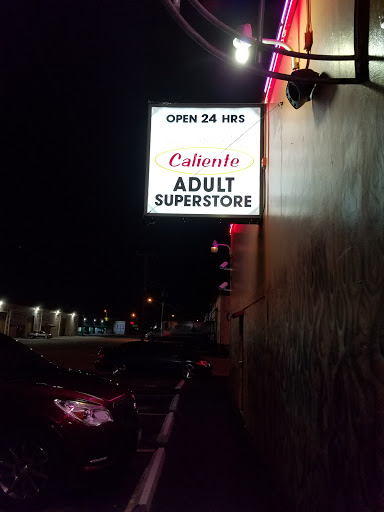 OPEN 24 HRS
Caliente
ADULT
SUPERSTORE